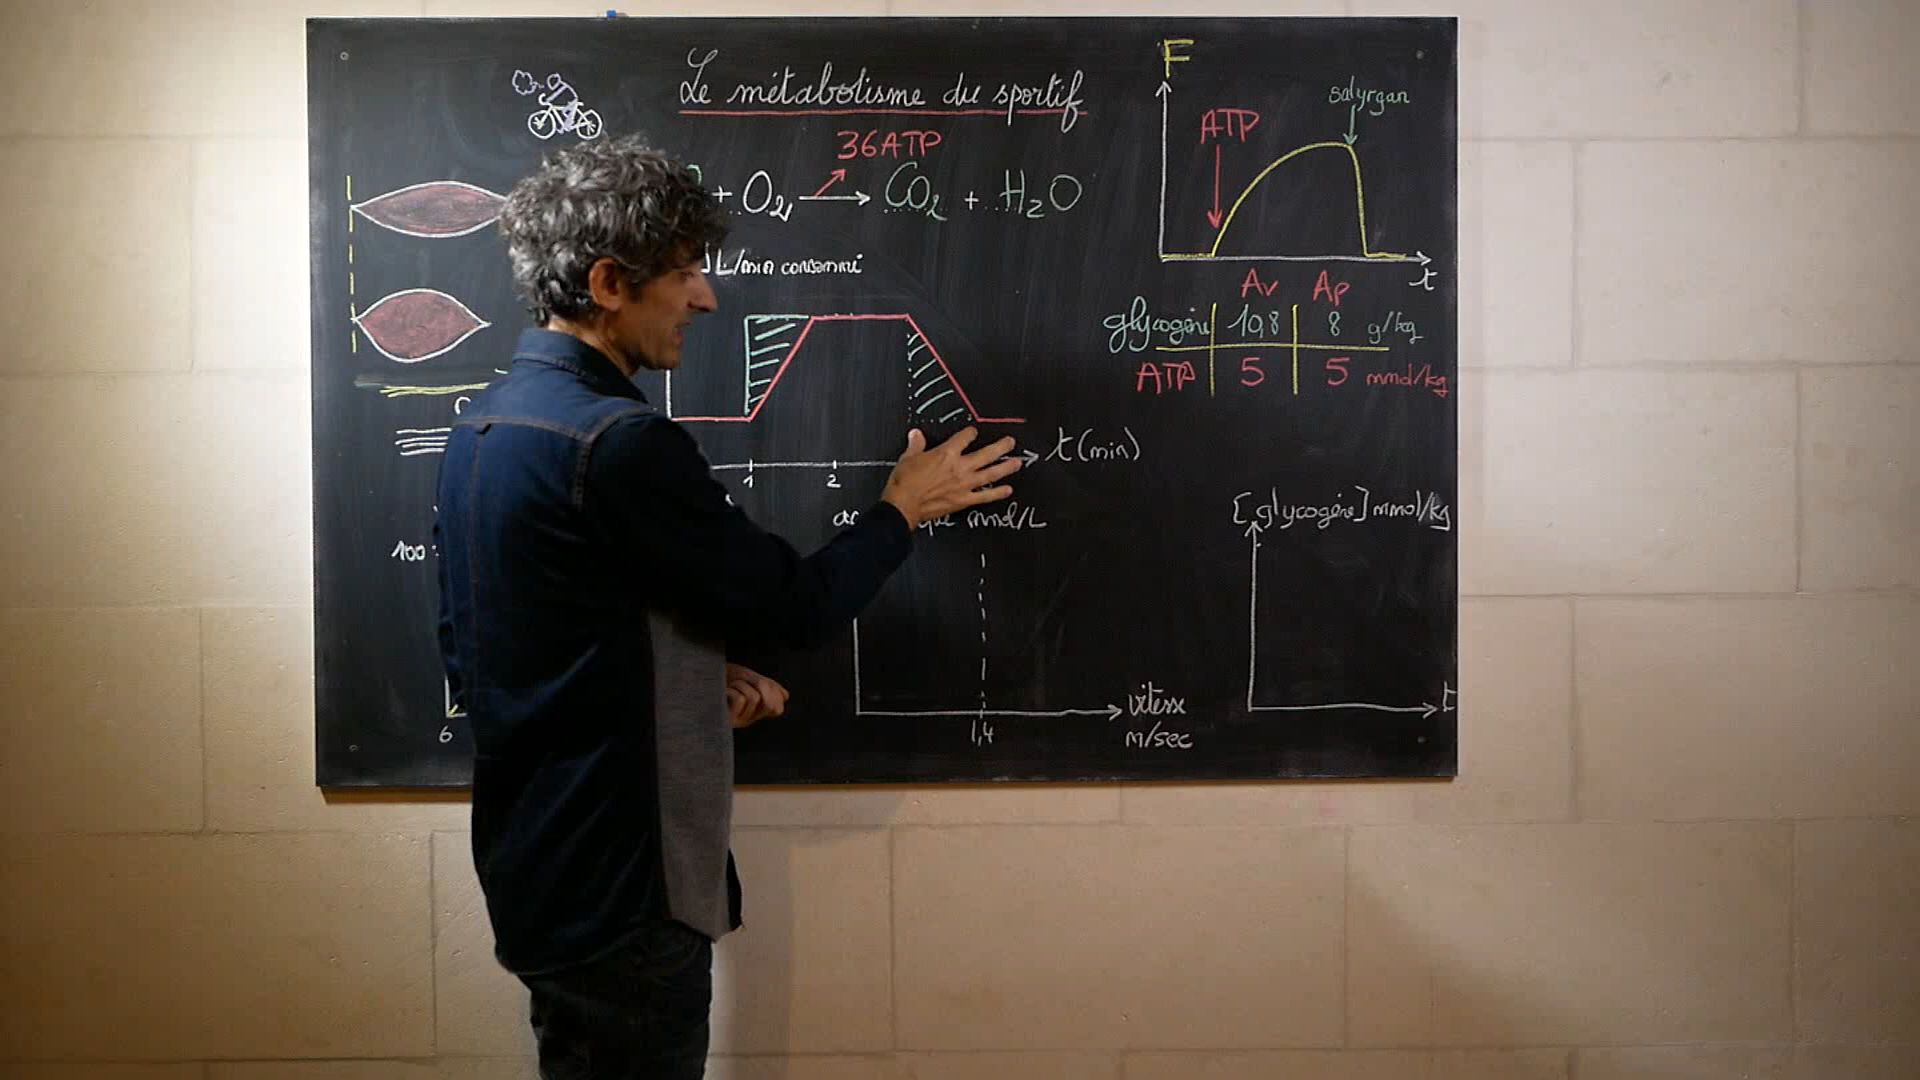 Le métabolisme du sportif
36ATP
+ O₂ → CO₂ + H₂O
L/min consommé
1 2
t (min)
mmol/L
100
6
1,4
vitesse
m/sec
F
ATP
salyrgan
t
Av Ap
glycogène 10,8 8 g/kg
ATP 5 5 mmol/kg
[glycogène] mmol/kg
t